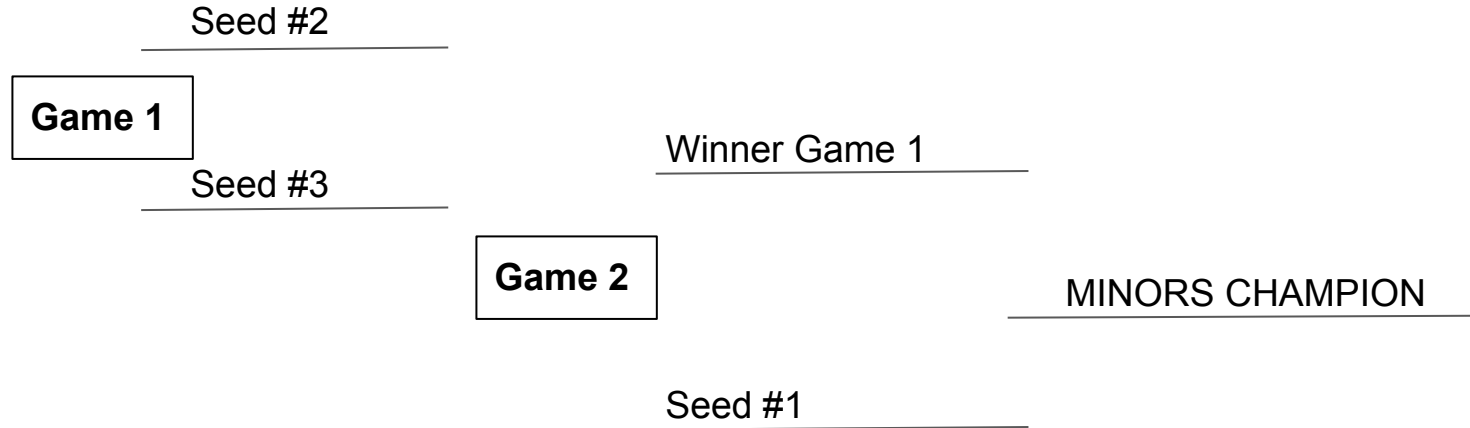 Seed #2
Game 1
Seed #3
Winner Game 1
Game 2
MINORS CHAMPION
Seed #1